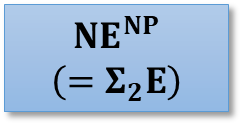 NE^NP
(= Σ₂E)